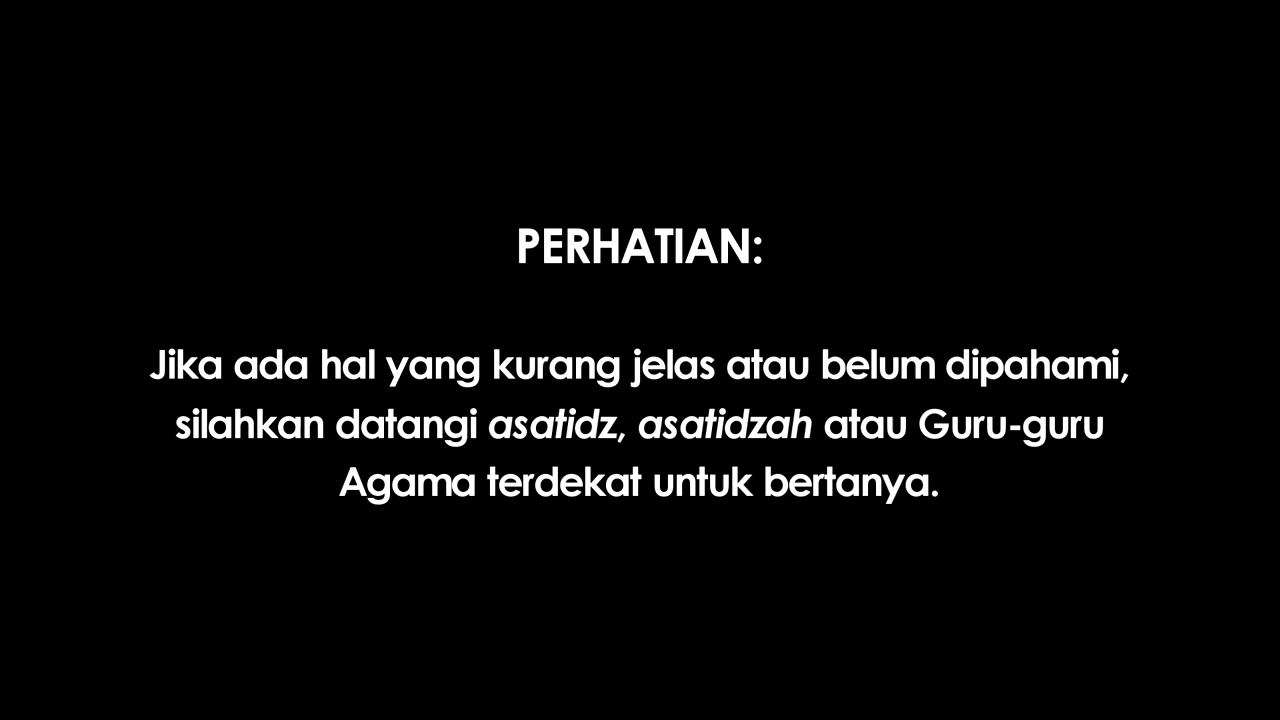 PERHATIAN:
Jika ada hal yang kurang jelas atau belum dipahami,
silahkan datangi asatidz, asatidzah atau Guru-guru
Agama terdekat untuk bertanya.